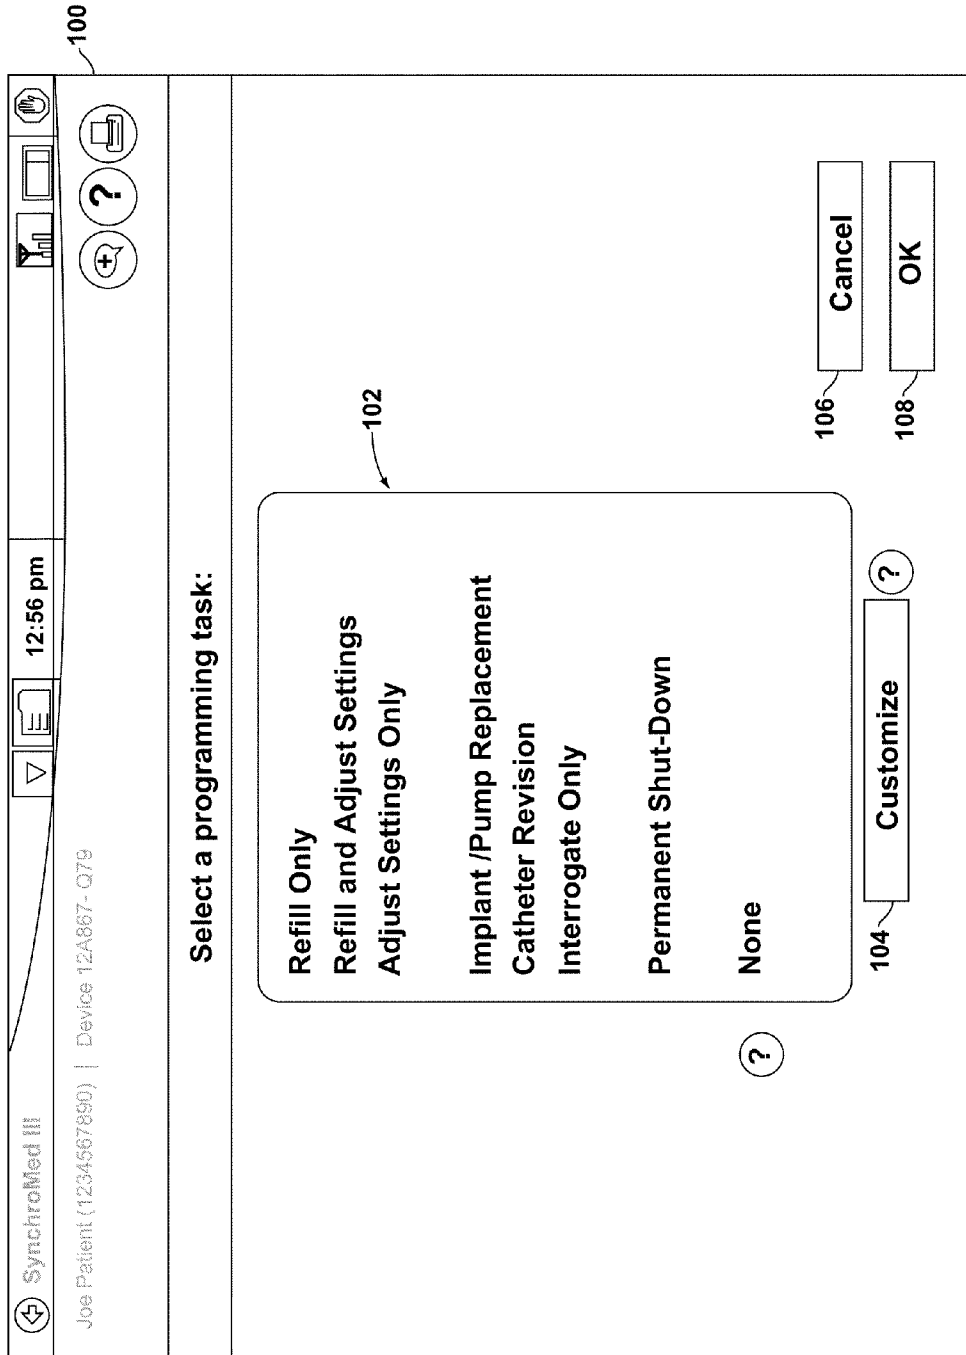 SynchroMed III
12:56 pm
100
Joe Patient (1234567890) | Device 12A867- Q79
?
Select a programming task:
102
Refill Only
Refill and Adjust Settings
Adjust Settings Only
Implant /Pump Replacement
Catheter Revision
Interrogate Only
Permanent Shut-Down
None
?
104
Customize
?
106
Cancel
108
OK